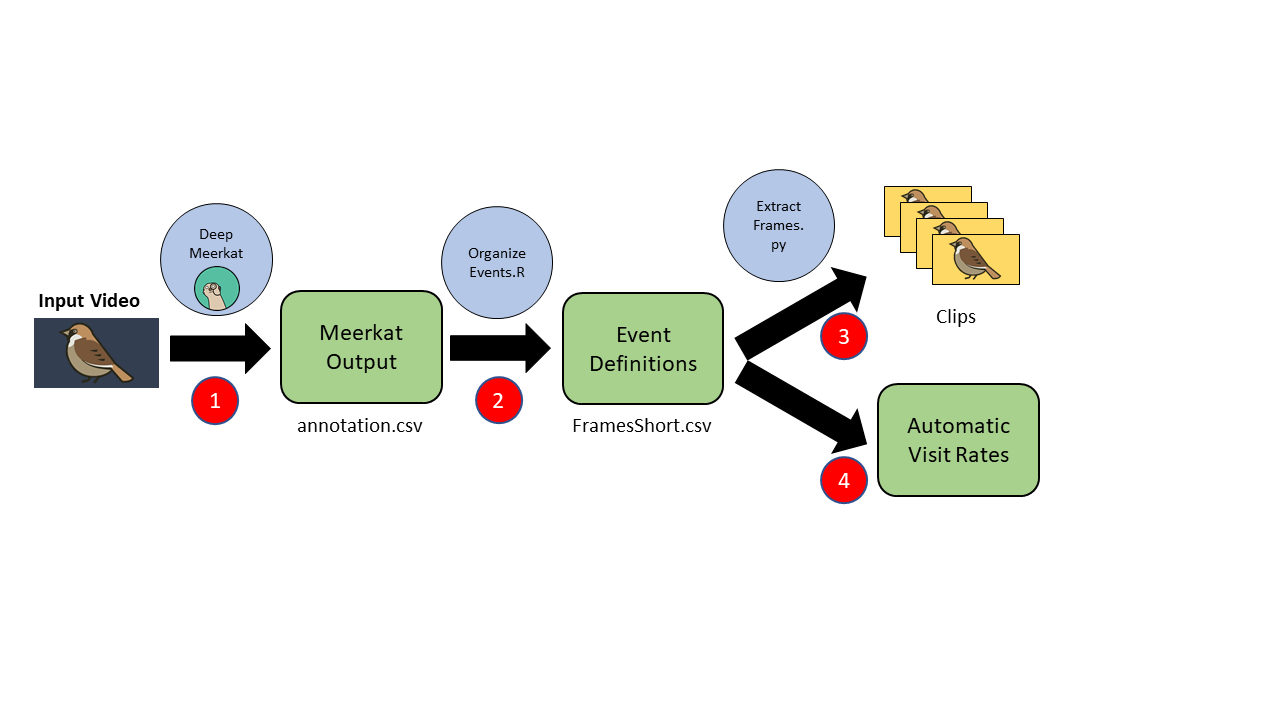 Input Video
Deep
Meerkat
1
Meerkat
Output
annotation.csv
Organize
Events.R
2
Event
Definitions
FramesShort.csv
Extract
Frames.
py
3
Clips
4
Automatic
Visit Rates